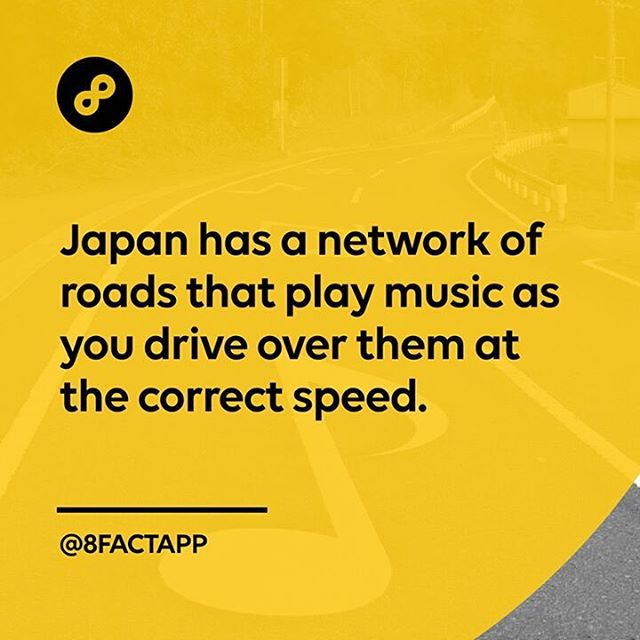 Japan has a network of
roads that play music as
you drive over them at
the correct speed.
@8FACTAPP